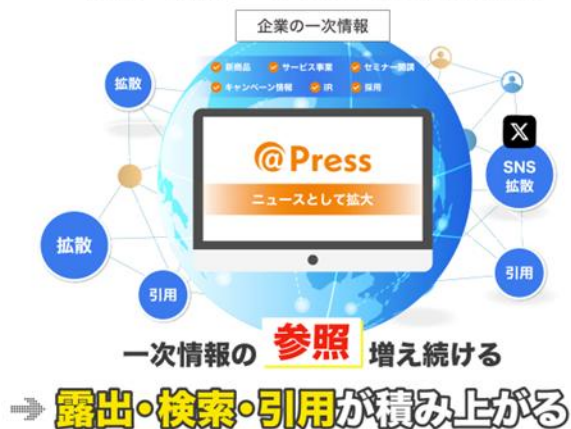 企業の一次情報
新商品 サービス事業 セミナー開講
キャンペーン情報 IR 採用
拡散
X
SNS
拡散
@Press
ニュースとして拡大
拡散
引用
引用
一次情報の 参照 増え続ける
露出・検索・引用が積み上がる